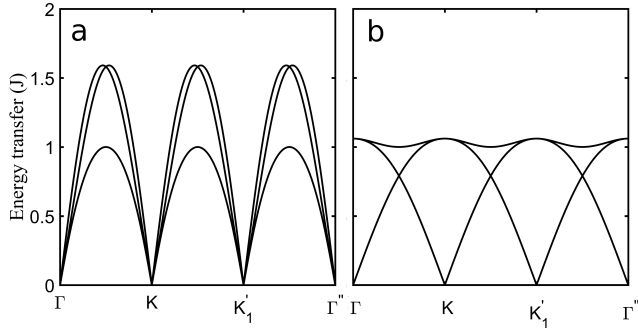 a
b
2
1.5
1
0.5
0
Energy transfer (J)
Γ K K'₁ Γ"
Γ K K'₁ Γ"